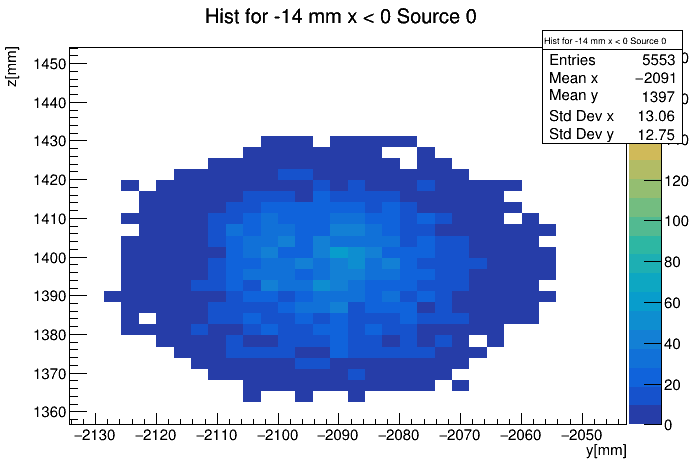 Hist for -14 mm x < 0 Source 0
z[mm]
Hist for -14 mm x < 0 Source 0
Entries 5553
Mean x −2091
Mean y 1397
Std Dev x 13.06
Std Dev y 12.75
1450
1440
1430
1420
1410
1400
1390
1380
1370
1360
−2130 −2120 −2110 −2100 −2090 −2080 −2070 −2060 −2050
y[mm]
120
100
80
60
40
20
0